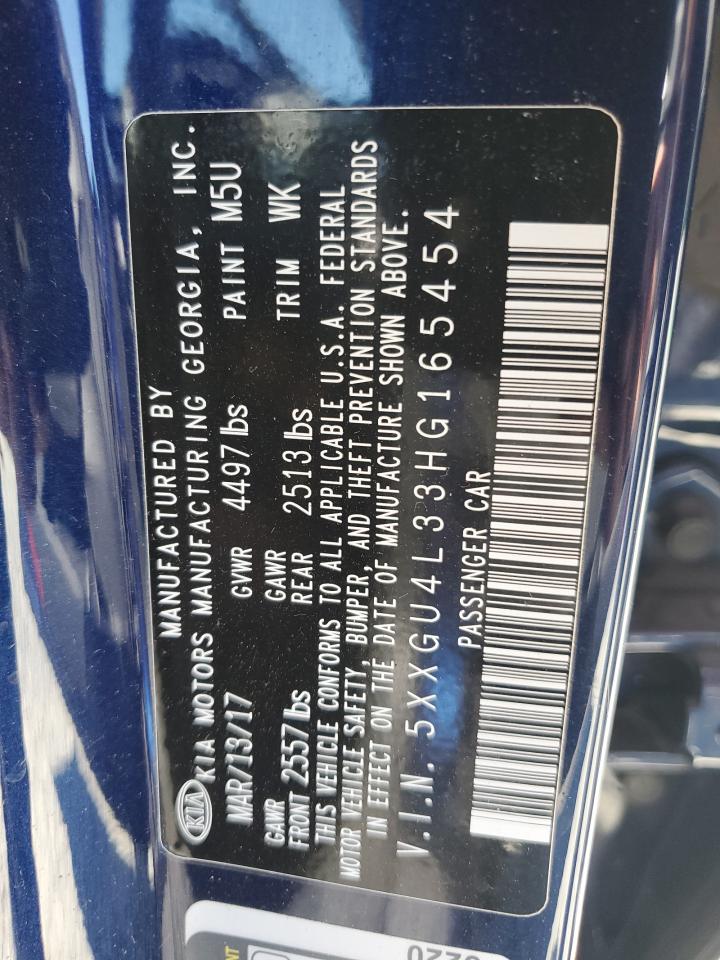 MANUFACTURED BY
KIA KIA MOTORS MANUFACTURING GEORGIA, INC.
MAR/13/17 GVWR 4497 lbs PAINT M5U
GAWR FRONT 2557 lbs GAWR REAR 2513 lbs TRIM WK
THIS VEHICLE CONFORMS TO ALL APPLICABLE U.S.A. FEDERAL
MOTOR VEHICLE SAFETY, BUMPER, AND THEFT PREVENTION STANDARDS
IN EFFECT ON THE DATE OF MANUFACTURE SHOWN ABOVE.
V.I.N. 5XXGU4L33HG165454
PASSENGER CAR